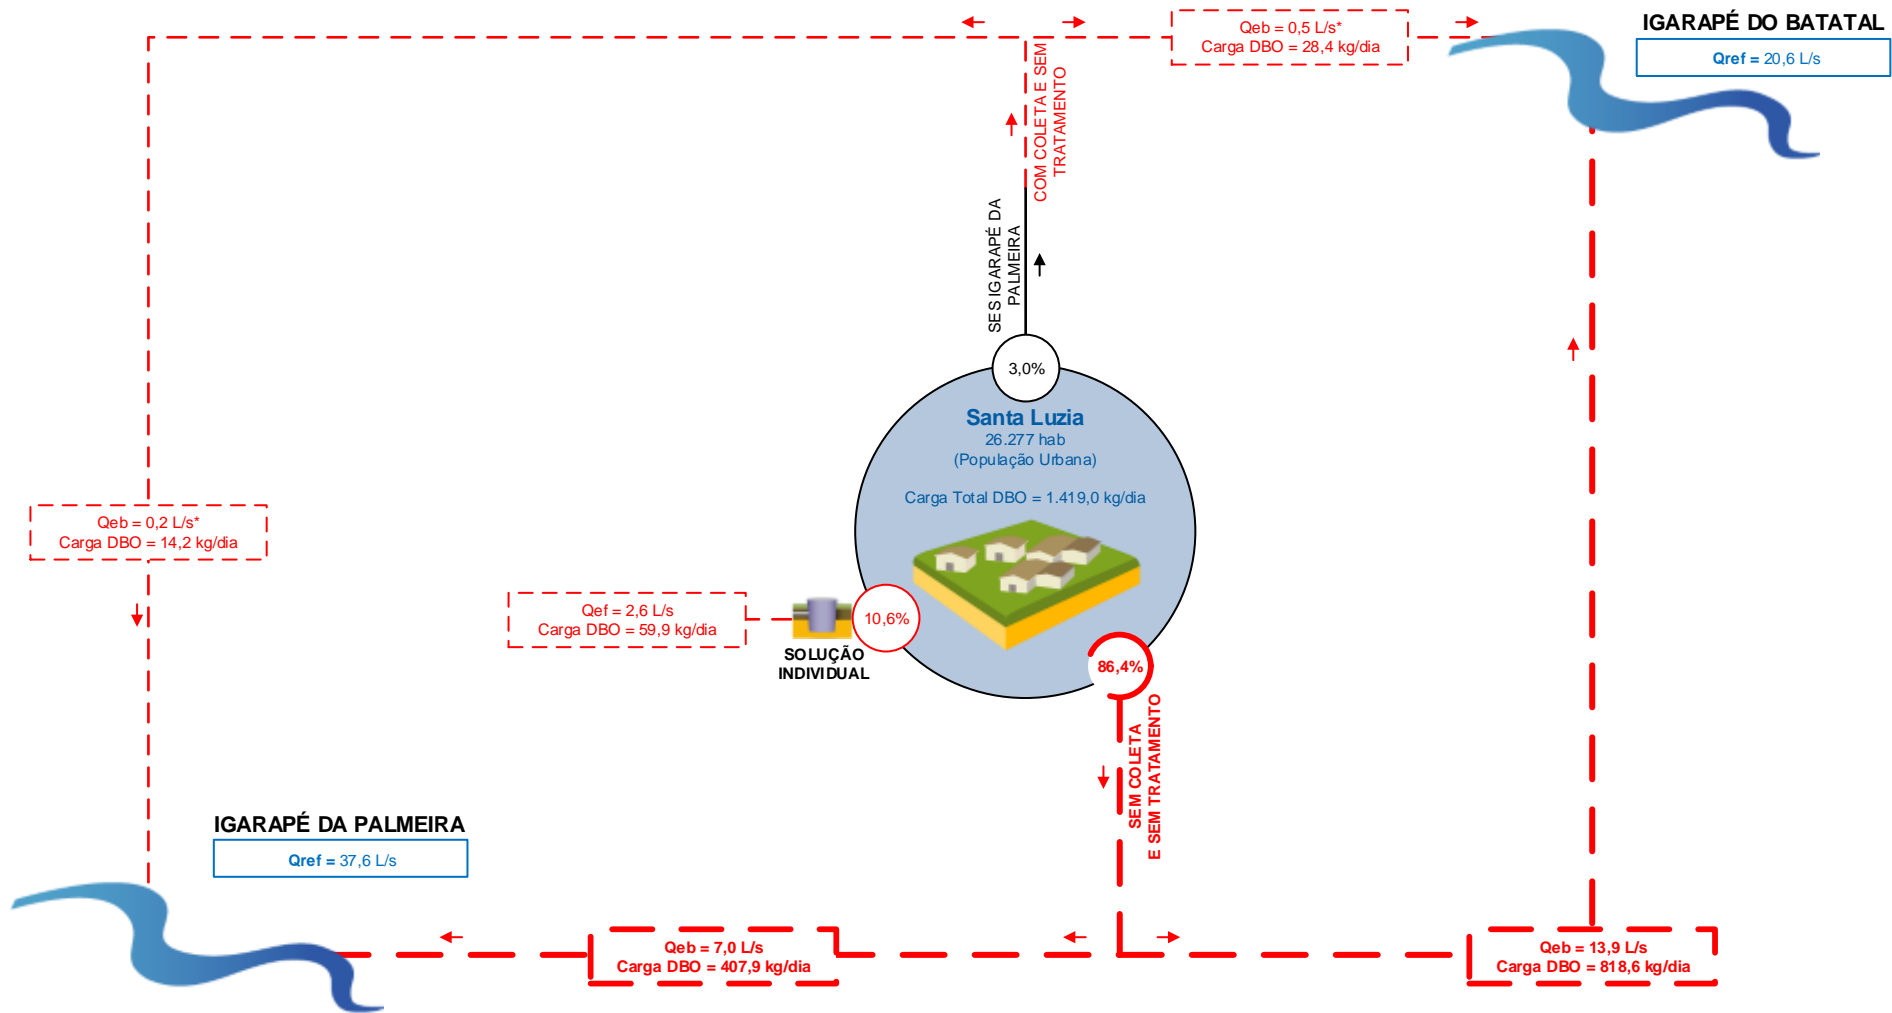 Qeb = 0,5 L/s*
Carga DBO = 28,4 kg/dia
IGARAPÉ DO BATATAL
Qref = 20,6 L/s
COM COLETA E SEM
TRATAMENTO
SES IGARAPÉ DA
PALMEIRA
3,0%
Santa Luzia
26.277 hab
(População Urbana)
Carga Total DBO = 1.419,0 kg/dia
Qeb = 0,2 L/s*
Carga DBO = 14,2 kg/dia
Qef = 2,6 L/s
Carga DBO = 59,9 kg/dia
10,6%
SOLUÇÃO
INDIVIDUAL
86,4%
SEM COLETA
E SEM TRATAMENTO
IGARAPÉ DA PALMEIRA
Qref = 37,6 L/s
Qeb = 7,0 L/s
Carga DBO = 407,9 kg/dia
Qeb = 13,9 L/s
Carga DBO = 818,6 kg/dia